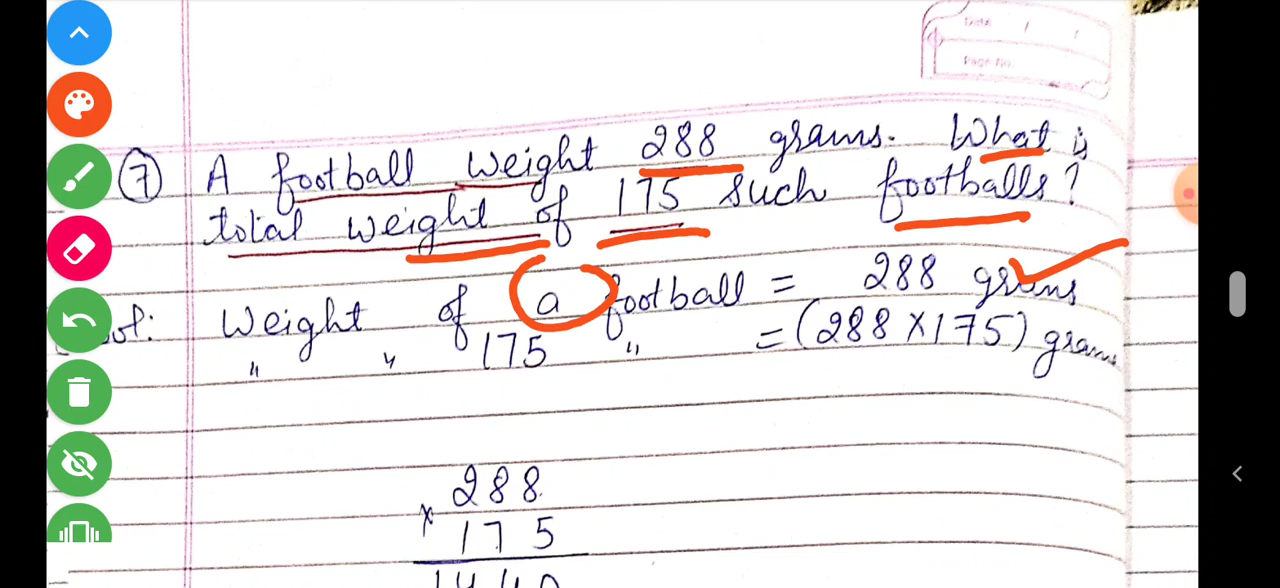 Date / /
Page No
⑦ A football weight 288 grams. What is
total weight of 175 such footballs?
Sol: Weight of a football = 288 grams
〃 〃 175 〃 = (288 × 175) grams
288
× 175
1440